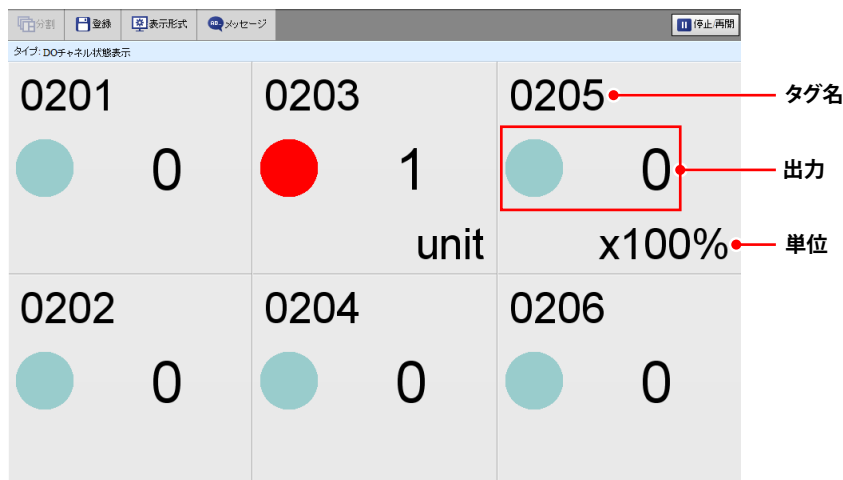 分割 登録 表示形式 メッセージ 停止/再開
タイプ: DOチャネル状態表示
0201 0203 0205 タグ名
0 1 0 出力
unit x100% 単位
0202 0204 0206
0 0 0